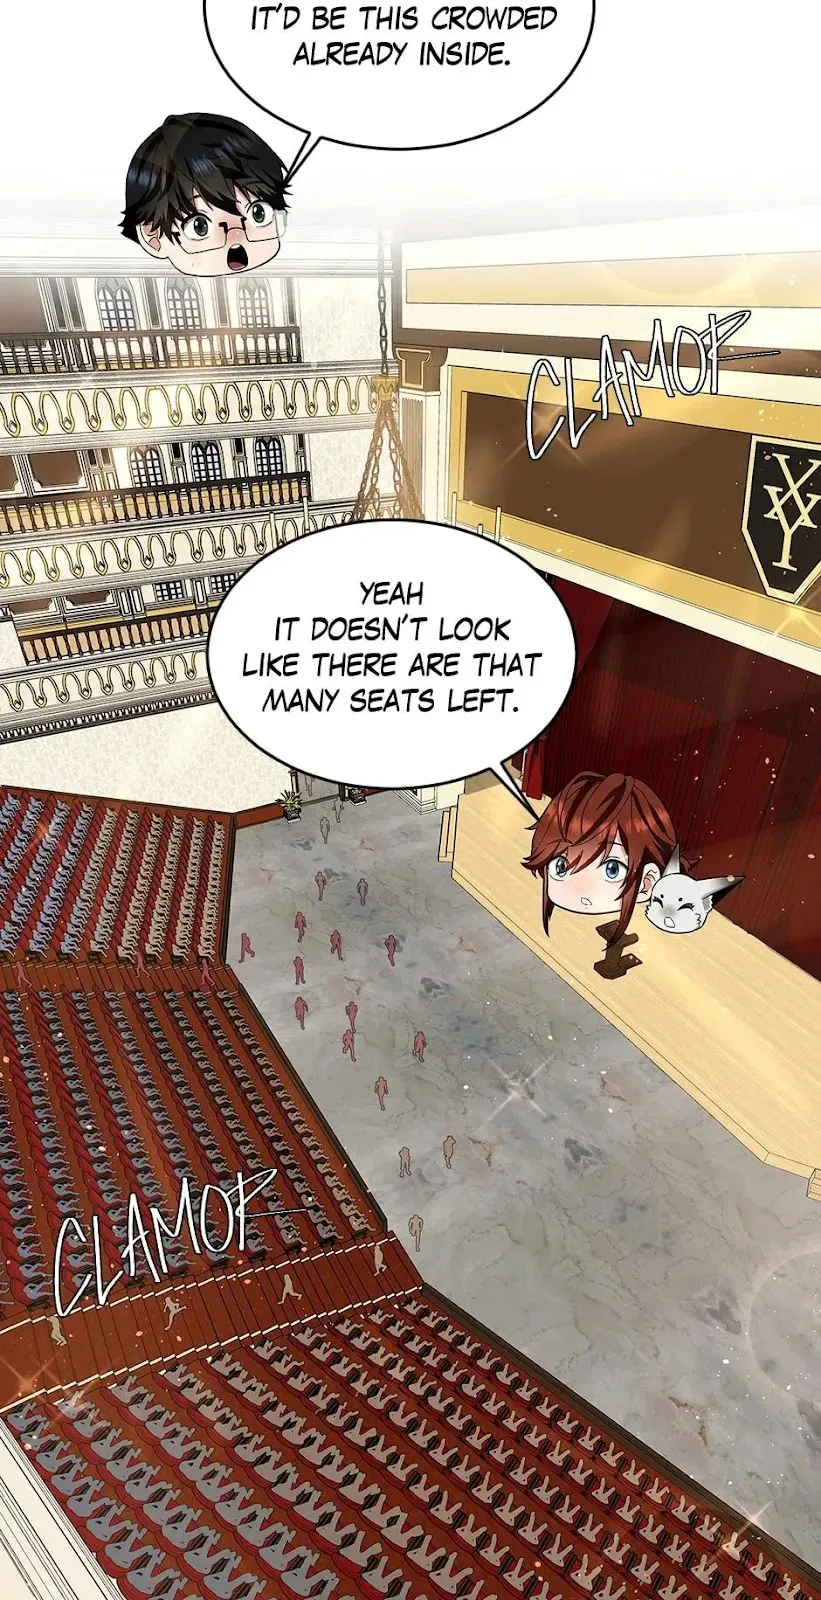 IT'D BE THIS CROWDED
ALREADY INSIDE.
CLAMOR
YEAH
IT DOESN'T LOOK
LIKE THERE ARE THAT
MANY SEATS LEFT.
CLAMOR